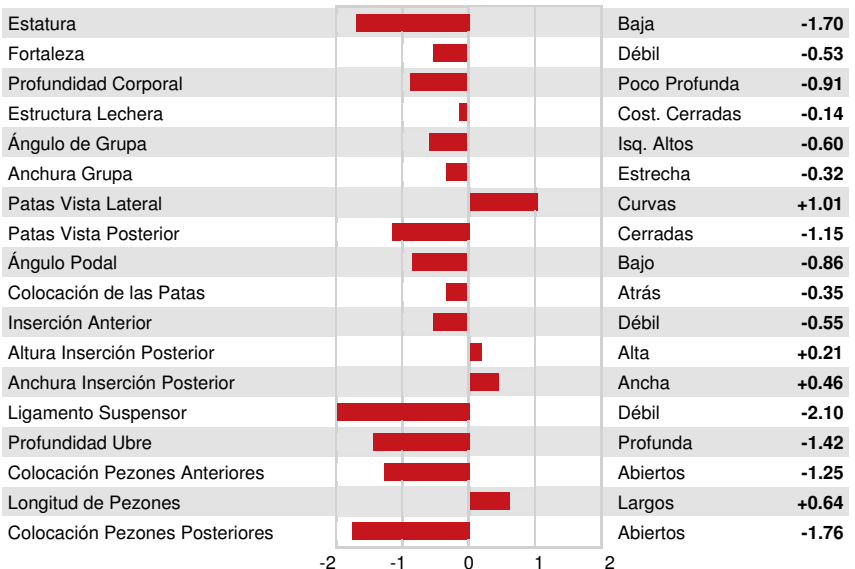 Estatura Baja -1.70
Fortaleza Débil -0.53
Profundidad Corporal Poco Profunda -0.91
Estructura Lechera Cost. Cerradas -0.14
Ángulo de Grupa Isq. Altos -0.60
Anchura Grupa Estrecha -0.32
Patas Vista Lateral Curvas +1.01
Patas Vista Posterior Cerradas -1.15
Ángulo Podal Bajo -0.86
Colocación de las Patas Atrás -0.35
Inserción Anterior Débil -0.55
Altura Inserción Posterior Alta +0.21
Anchura Inserción Posterior Ancha +0.46
Ligamento Suspensor Débil -2.10
Profundidad Ubre Profunda -1.42
Colocación Pezones Anteriores Abiertos -1.25
Longitud de Pezones Largos +0.64
Colocación Pezones Posteriores Abiertos -1.76
-2 -1 0 1 2